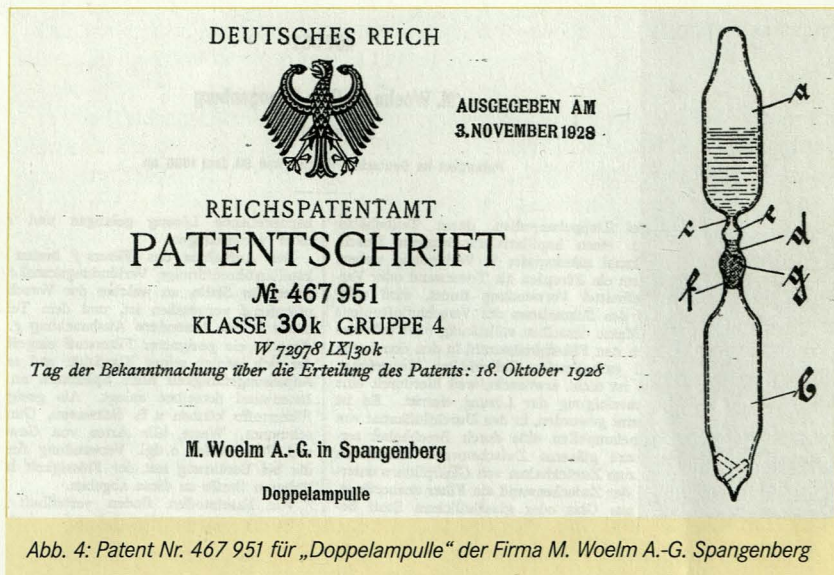 DEUTSCHES REICH
AUSGEGEBEN AM
3. NOVEMBER 1928
REICHSPATENTAMT
PATENTSCHRIFT
№ 467 951
KLASSE 30k GRUPPE 4
W 72978 IX|30k
Tag der Bekanntmachung über die Erteilung des Patents: 18. Oktober 1928
M. Woelm A.-G. in Spangenberg
Doppelampulle
a
c
e
d
f
g
b
Abb. 4: Patent Nr. 467 951 für „Doppelampulle“ der Firma M. Woelm A.-G. Spangenberg